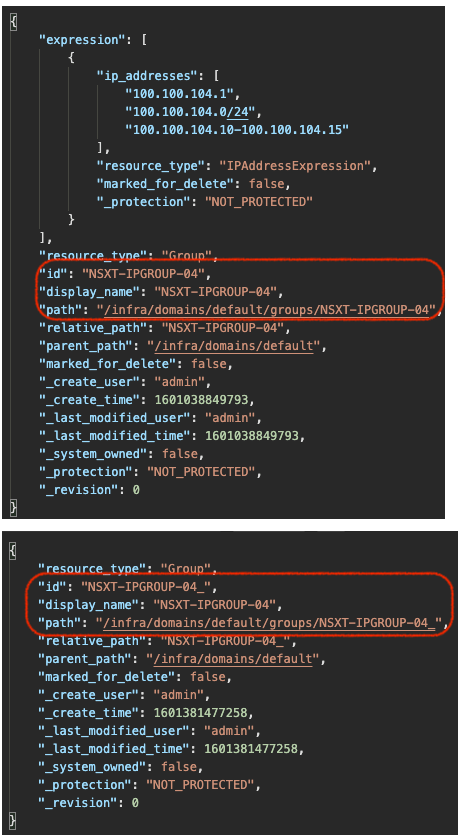 {
"expression": [
{
"ip_addresses": [
"100.100.104.1",
"100.100.104.0/24",
"100.100.104.10-100.100.104.15"
],
"resource_type": "IPAddressExpression",
"marked_for_delete": false,
"_protection": "NOT_PROTECTED"
}
],
"resource_type": "Group",
"id": "NSXT-IPGROUP-04",
"display_name": "NSXT-IPGROUP-04",
"path": "/infra/domains/default/groups/NSXT-IPGROUP-04",
"relative_path": "NSXT-IPGROUP-04",
"parent_path": "/infra/domains/default",
"marked_for_delete": false,
"_create_user": "admin",
"_create_time": 1601038849793,
"_last_modified_user": "admin",
"_last_modified_time": 1601038849793,
"_system_owned": false,
"_protection": "NOT_PROTECTED",
"_revision": 0
}
{
"resource_type": "Group",
"id": "NSXT-IPGROUP-04_",
"display_name": "NSXT-IPGROUP-04",
"path": "/infra/domains/default/groups/NSXT-IPGROUP-04_",
"relative_path": "NSXT-IPGROUP-04_",
"parent_path": "/infra/domains/default",
"marked_for_delete": false,
"_create_user": "admin",
"_create_time": 1601381477258,
"_last_modified_user": "admin",
"_last_modified_time": 1601381477258,
"_system_owned": false,
"_protection": "NOT_PROTECTED",
"_revision": 0
}